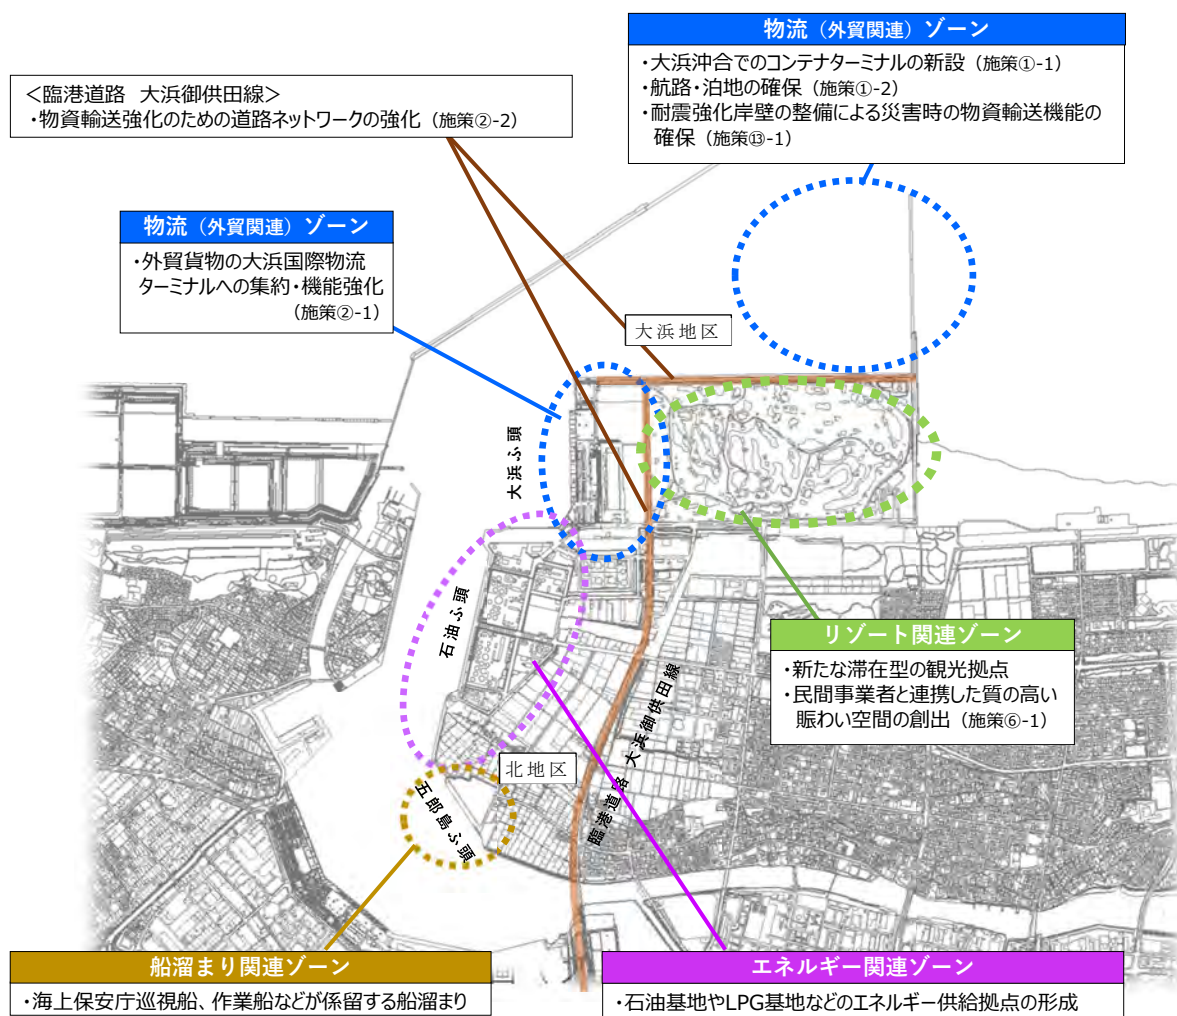 物流（外貿関連）ゾーン
・大浜沖合でのコンテナターミナルの新設（施策①-1）
・航路・泊地の確保（施策①-2）
・耐震強化岸壁の整備による災害時の物資輸送機能の
確保（施策⑬-1）
＜臨港道路 大浜御供田線＞
・物資輸送強化のための道路ネットワークの強化（施策②-2）
物流（外貿関連）ゾーン
・外貿貨物の大浜国際物流
ターミナルへの集約・機能強化
（施策②-1）
大浜地区
大浜ふ頭
石油ふ頭
リゾート関連ゾーン
・新たな滞在型の観光拠点
・民間事業者と連携した質の高い
賑わい空間の創出（施策⑥-1）
臨港道路 大浜御供田線
北地区
五郎島ふ頭
船溜まり関連ゾーン
・海上保安庁巡視船、作業船などが係留する船溜まり
エネルギー関連ゾーン
・石油基地やLPG基地などのエネルギー供給拠点の形成